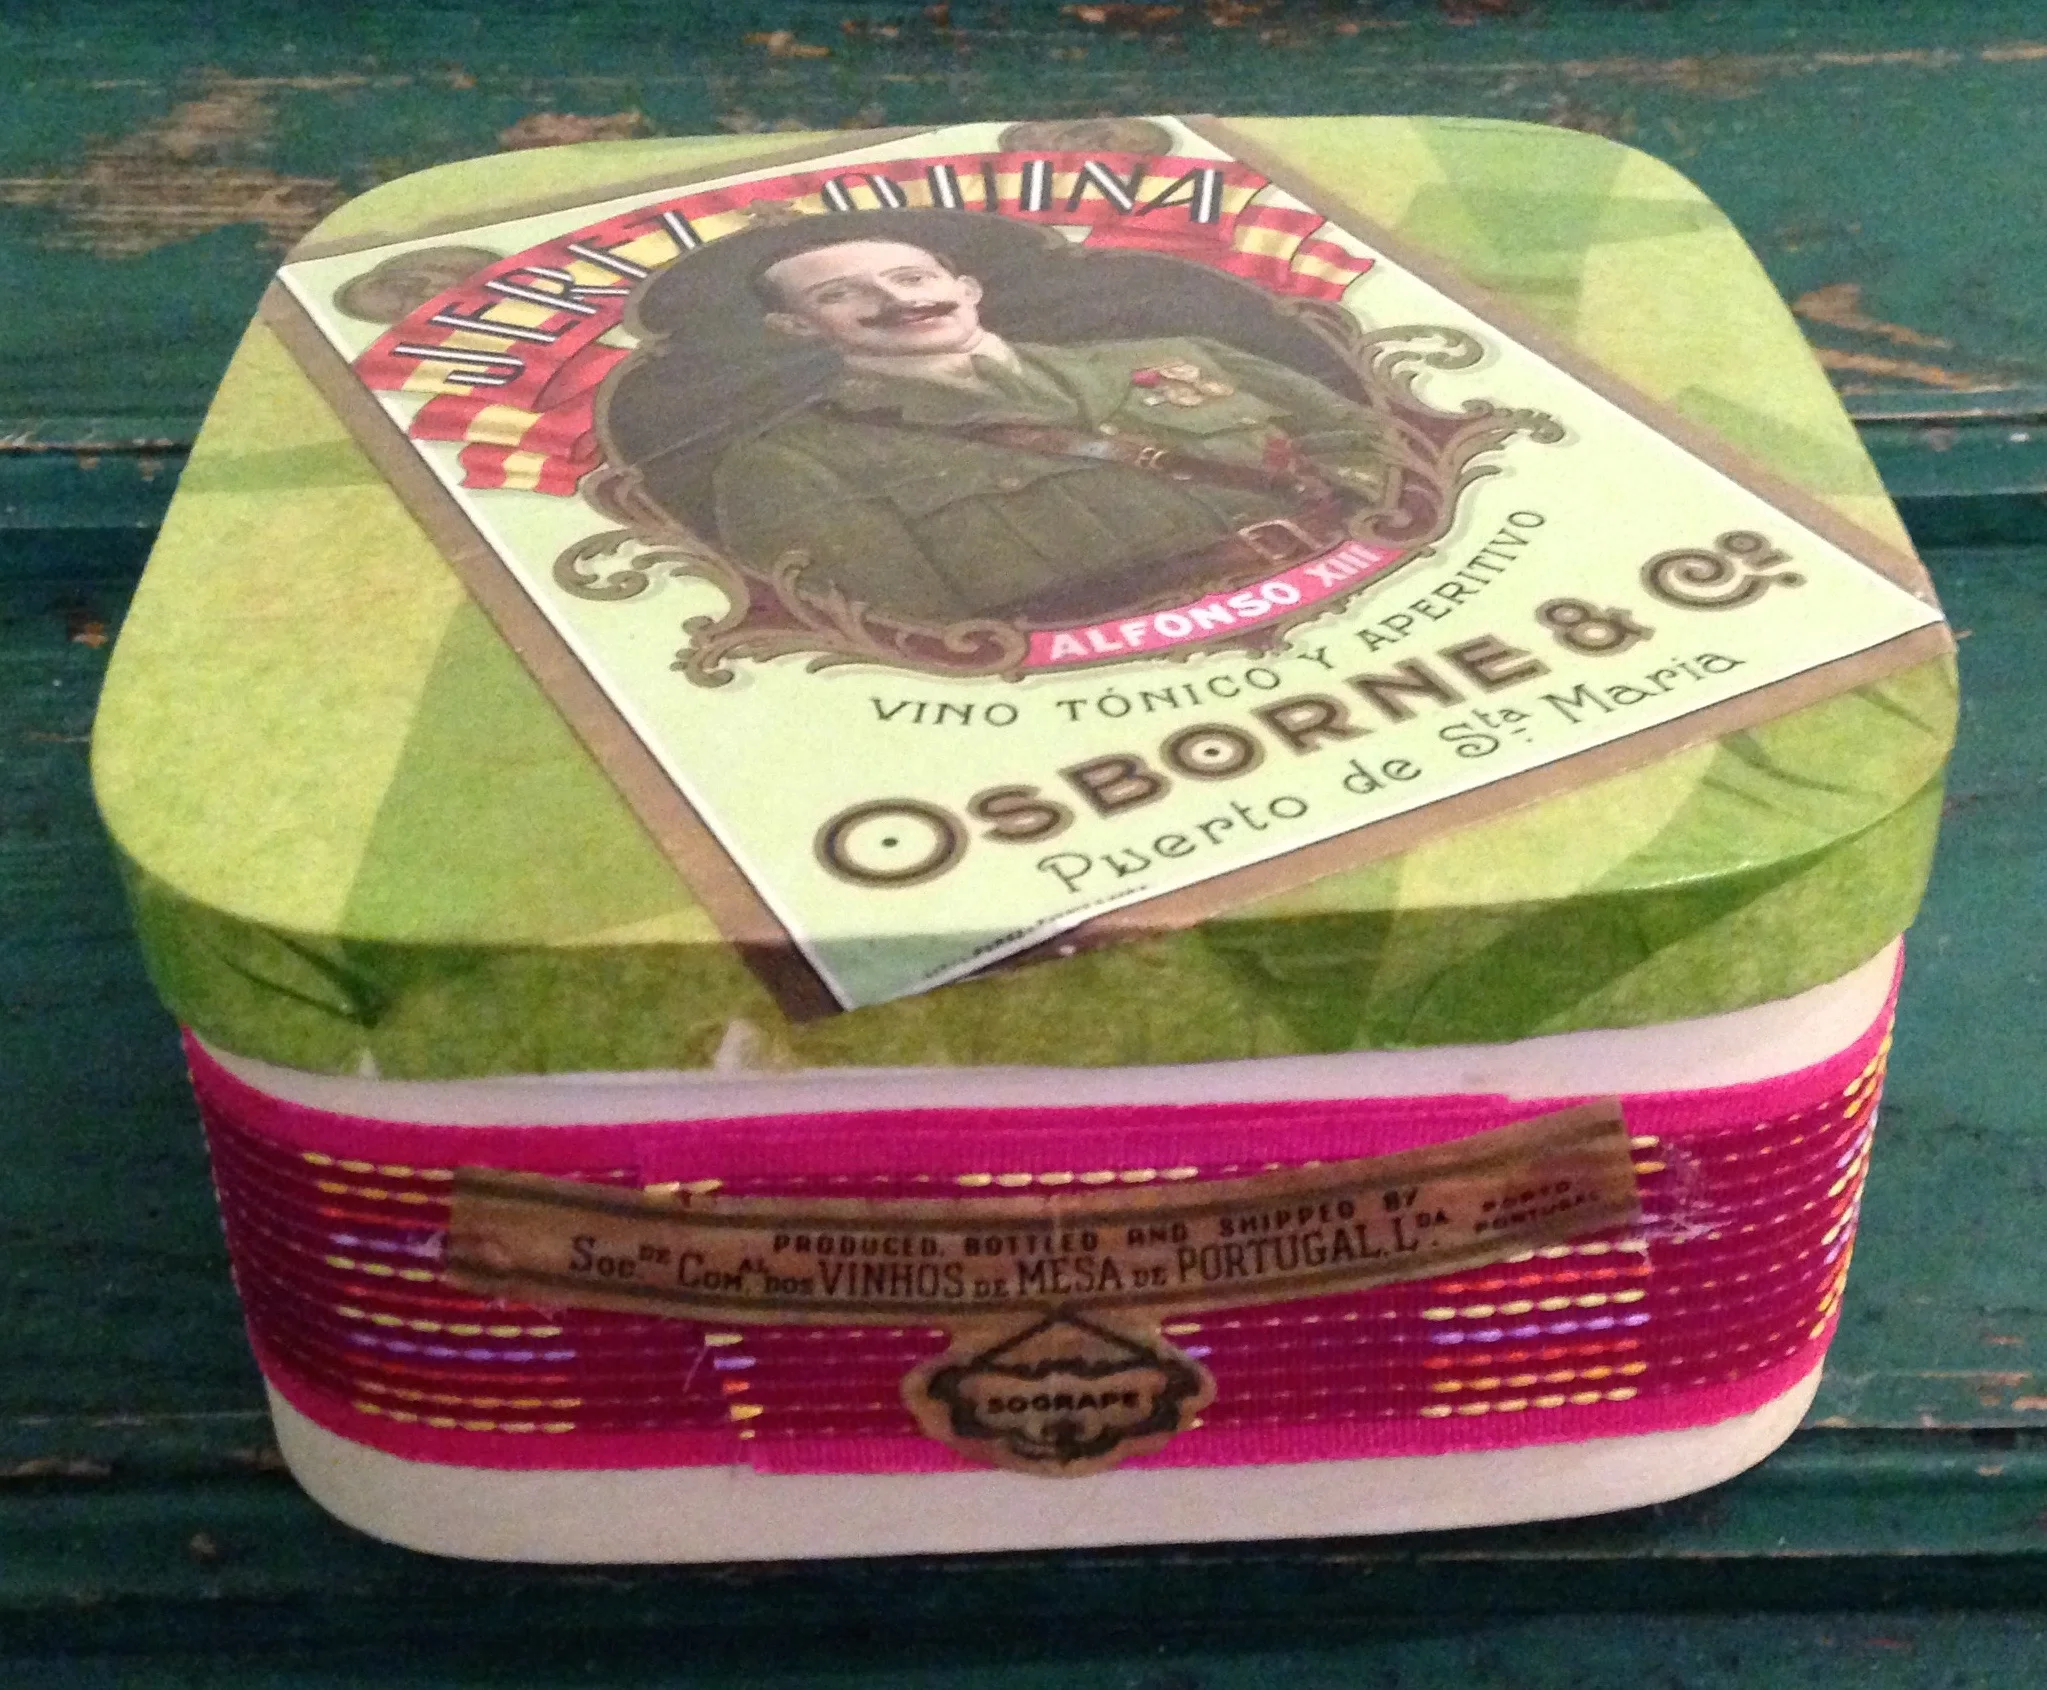 JEREZ QUINA
ALFONSO XIII
VINO TÓNICO Y APERITIVO
OSBORNE & Cº
Puerto de Sta Maria
PRODUCED, BOTTLED AND SHIPPED BY
SOCDE COMAL DOS VINHOS DE MESA DE PORTUGAL, LDA.
PORTO
PORTUGAL
SOGRAPE